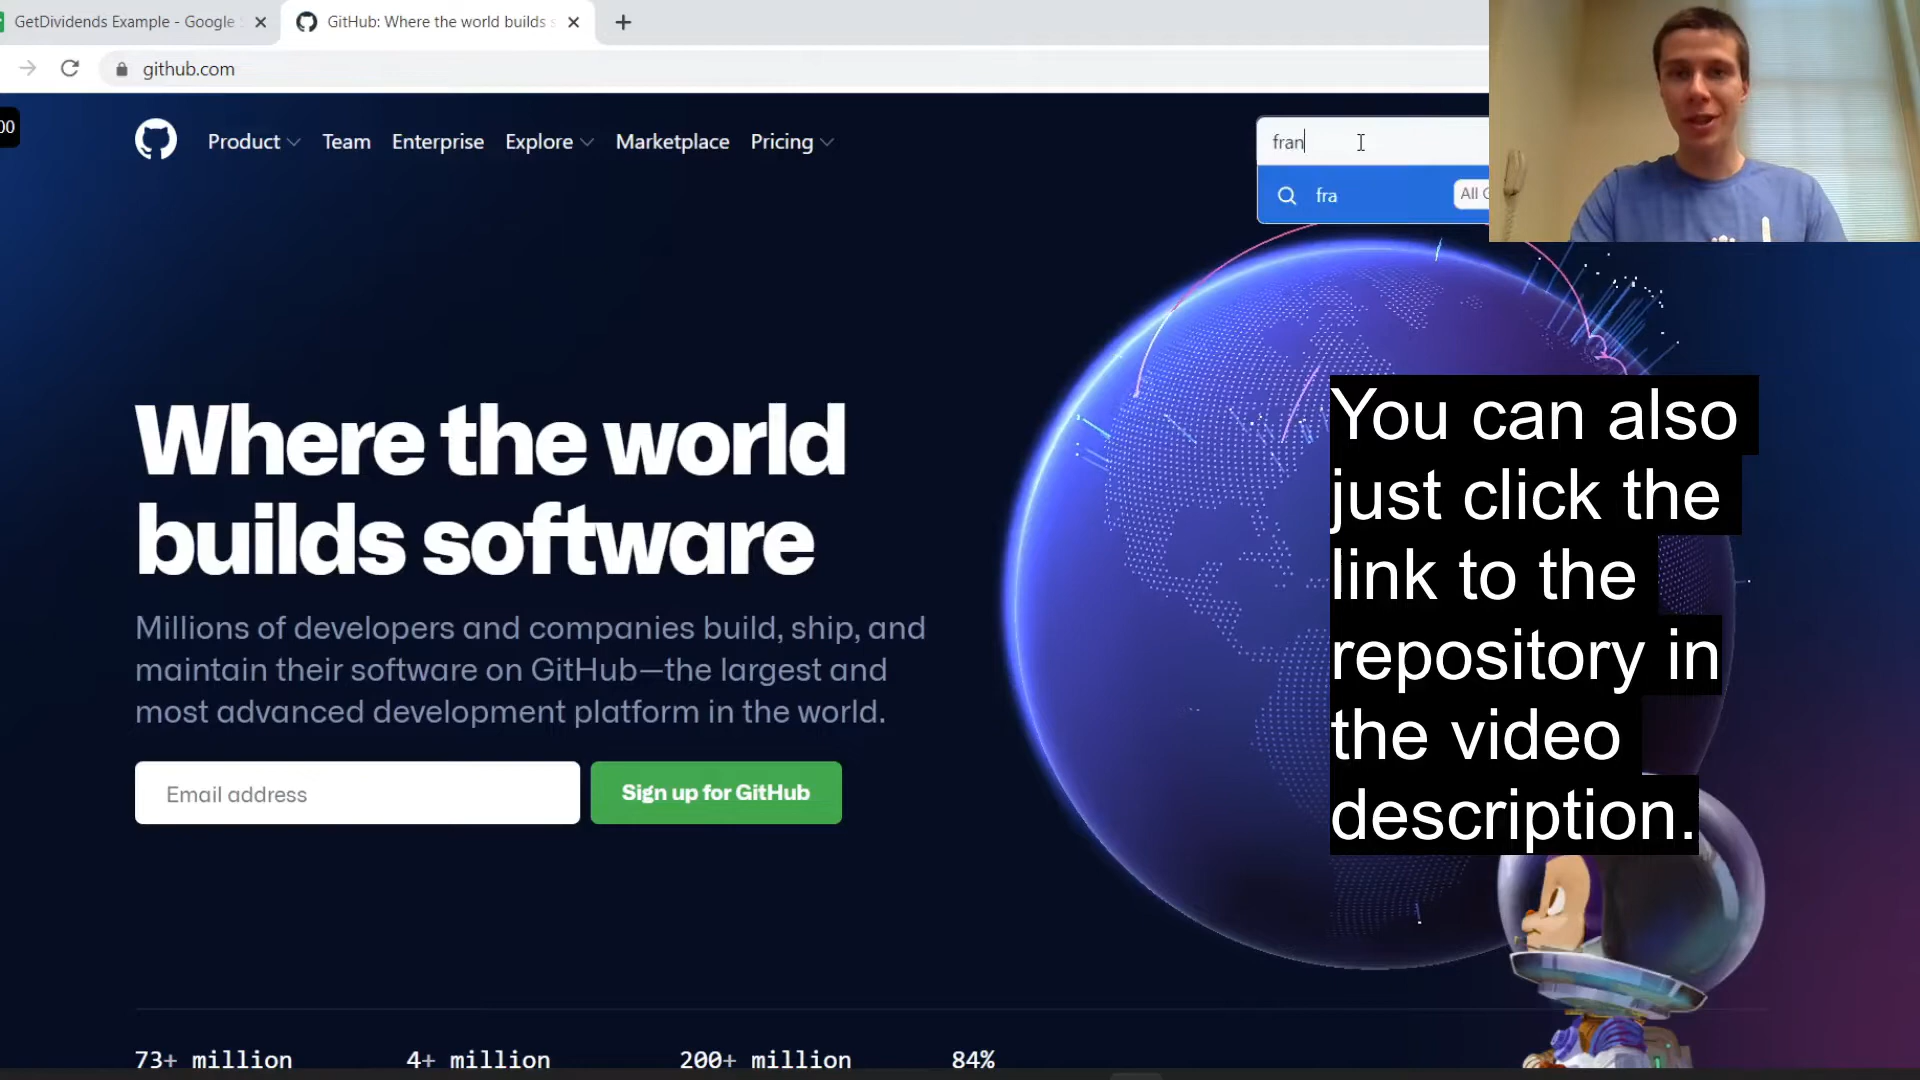 GetDividends Example - Google
GitHub: Where the world builds
github.com
00
Product Team Enterprise Explore Marketplace Pricing
fran
fra
All
Where the world
builds software
Millions of developers and companies build, ship, and
maintain their software on GitHub—the largest and
most advanced development platform in the world.
Email address
Sign up for GitHub
You can also
just click the
link to the
repository in
the video
description.
73+ million 4+ million 200+ million 84%